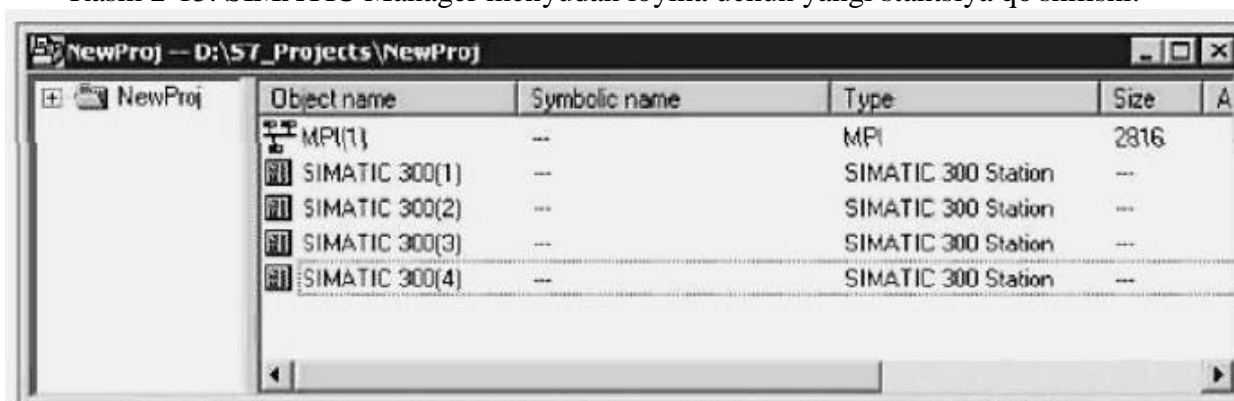 NewProj -- D:\S7_Projects\NewProj
NewProj
Object name Symbolic name Type Size A
MPI(1) --- MPI 2816
SIMATIC 300(1) --- SIMATIC 300 Station ---
SIMATIC 300(2) --- SIMATIC 300 Station ---
SIMATIC 300(3) --- SIMATIC 300 Station ---
SIMATIC 300(4) --- SIMATIC 300 Station ---